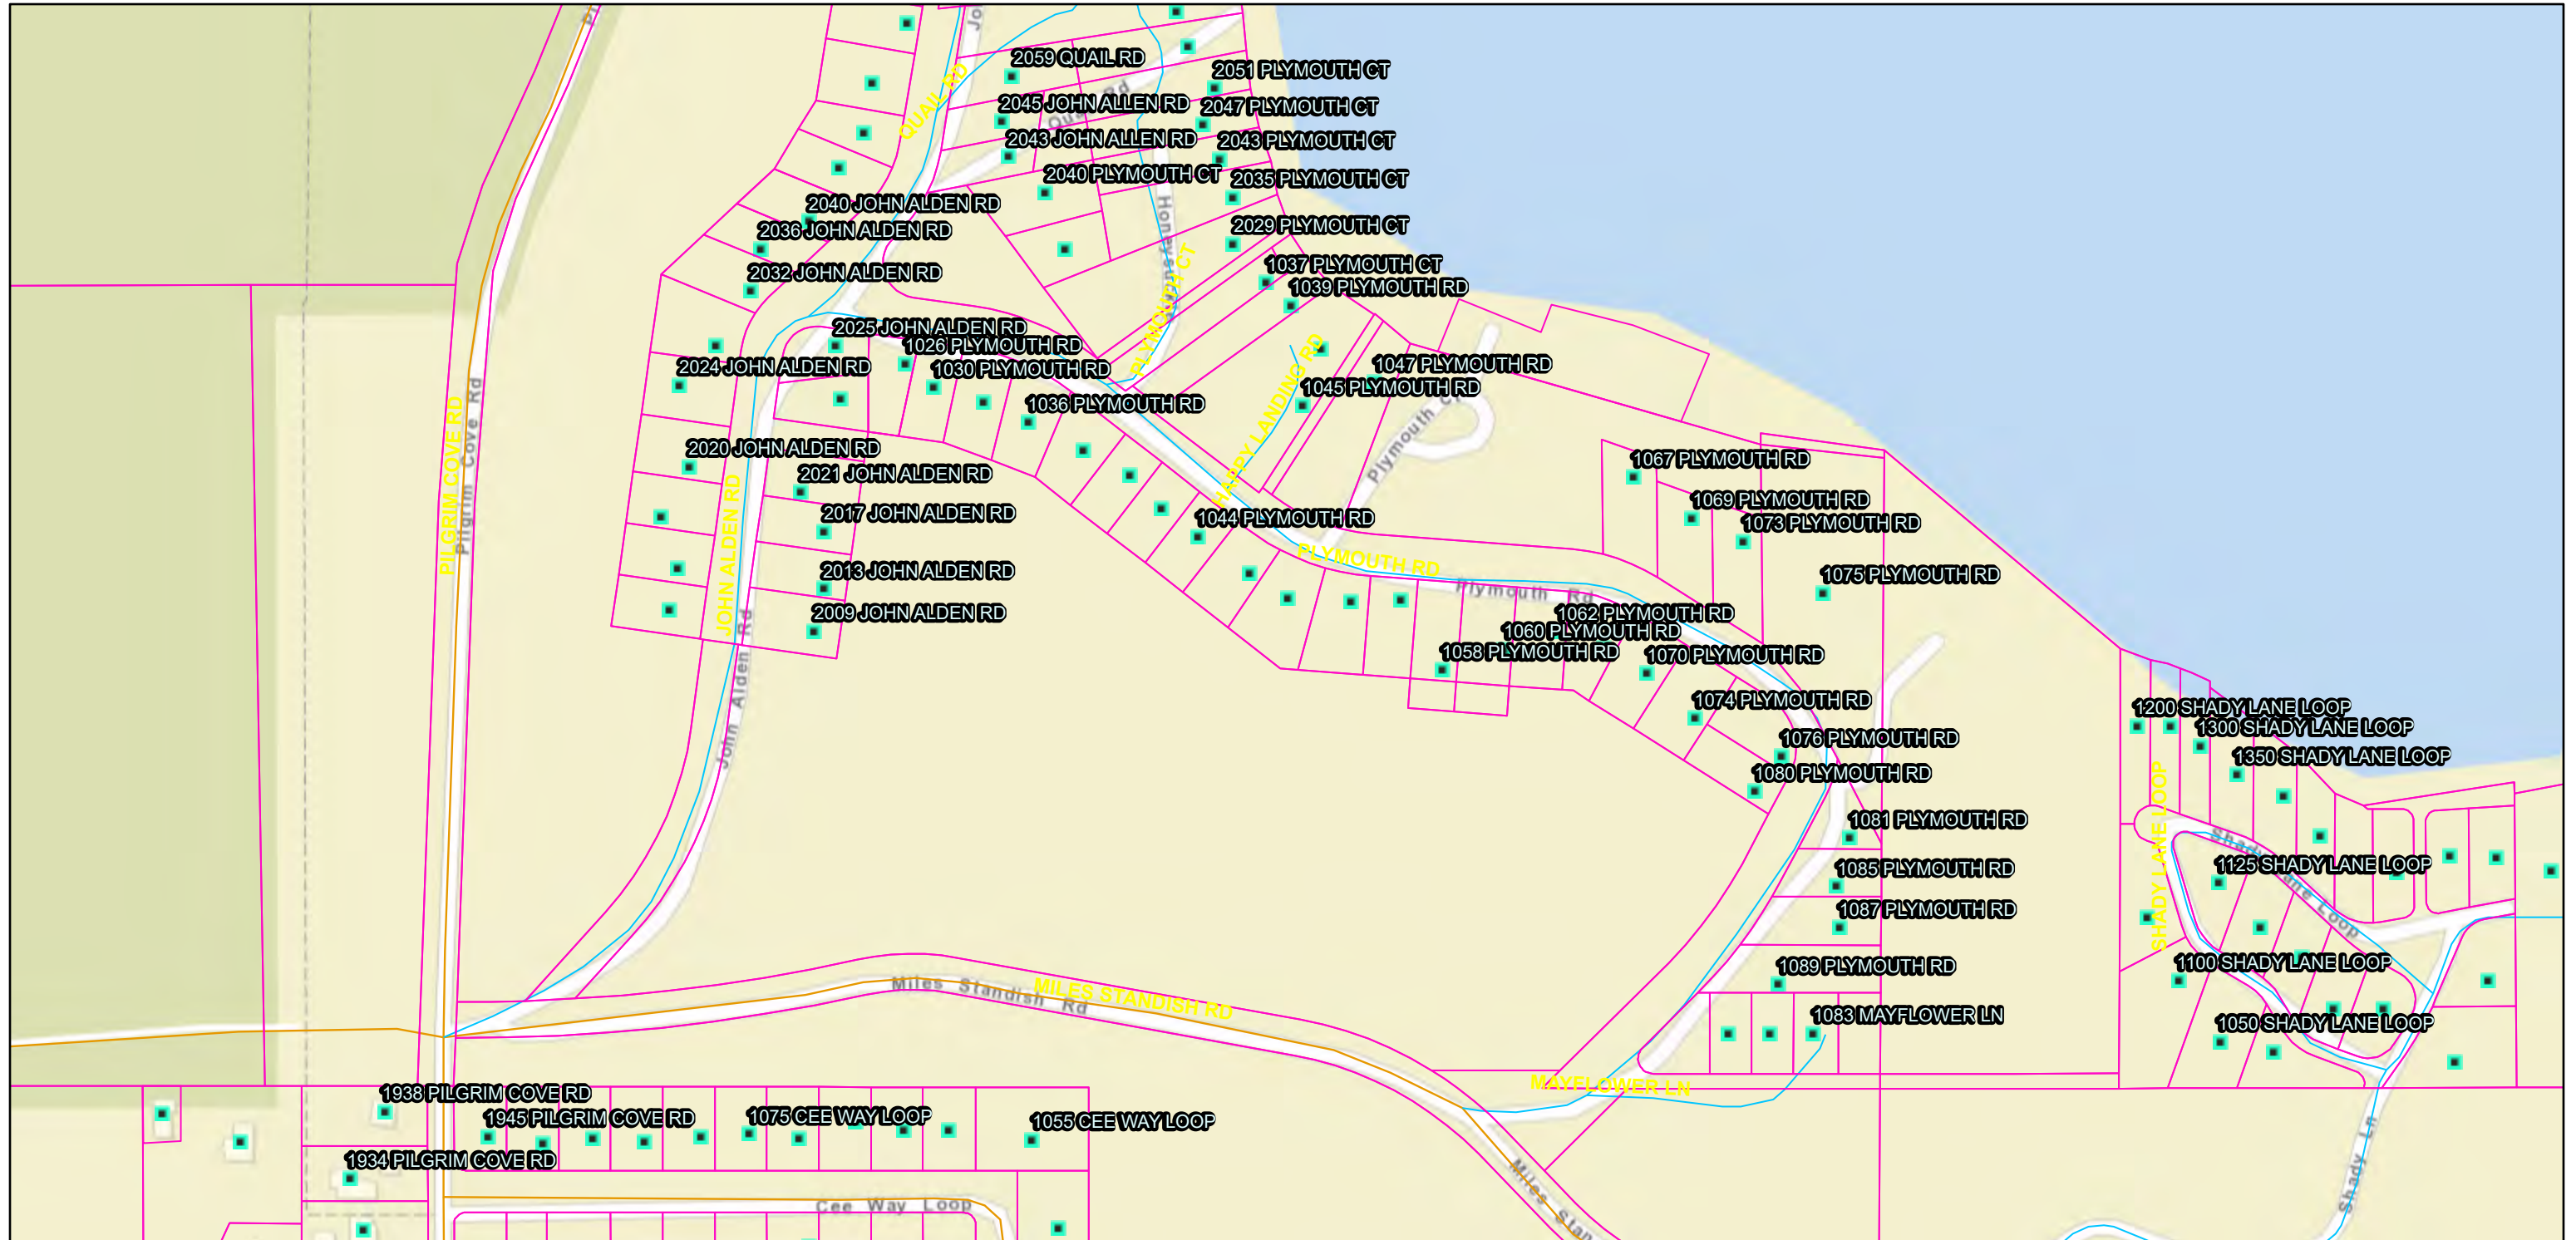 2059 QUAIL RD
2051 PLYMOUTH CT
QUAIL RD
2045 JOHN ALLEN RD
2047 PLYMOUTH CT
2043 JOHN ALLEN RD
2043 PLYMOUTH CT
2040 PLYMOUTH CT
2035 PLYMOUTH CT
2040 JOHN ALDEN RD
2036 JOHN ALDEN RD
2029 PLYMOUTH CT
2032 JOHN ALDEN RD
1037 PLYMOUTH CT
1039 PLYMOUTH RD
PLYMOUTH CT
2025 JOHN ALDEN RD
1026 PLYMOUTH RD
2024 JOHN ALDEN RD
1030 PLYMOUTH RD
1047 PLYMOUTH RD
1045 PLYMOUTH RD
1036 PLYMOUTH RD
HAPPY LANDING RD
Plymouth
PILGRIM COVE RD
Pilgrim Cove Rd
2020 JOHN ALDEN RD
2021 JOHN ALDEN RD
1067 PLYMOUTH RD
2017 JOHN ALDEN RD
1044 PLYMOUTH RD
1069 PLYMOUTH RD
1073 PLYMOUTH RD
JOHN ALDEN RD
PLYMOUTH RD
2013 JOHN ALDEN RD
1075 PLYMOUTH RD
Plymouth Rd
2009 JOHN ALDEN RD
1062 PLYMOUTH RD
1060 PLYMOUTH RD
1058 PLYMOUTH RD
1070 PLYMOUTH RD
John Alden Rd
1074 PLYMOUTH RD
1200 SHADY LANE LOOP
1300 SHADY LANE LOOP
1076 PLYMOUTH RD
1350 SHADY LANE LOOP
1080 PLYMOUTH RD
1081 PLYMOUTH RD
SHADY LANE LOOP
Shady Lane Loop
1085 PLYMOUTH RD
1125 SHADY LANE LOOP
1087 PLYMOUTH RD
1089 PLYMOUTH RD
1100 SHADY LANE LOOP
Miles Standish Rd
MILES STANDISH RD
1083 MAYFLOWER LN
1050 SHADY LANE LOOP
MAYFLOWER LN
1938 PILGRIM COVE RD
1945 PILGRIM COVE RD
1075 CEE WAY LOOP
1055 CEE WAY LOOP
1934 PILGRIM COVE RD
Cee Way Loop
Miles Stan
Shady Ln